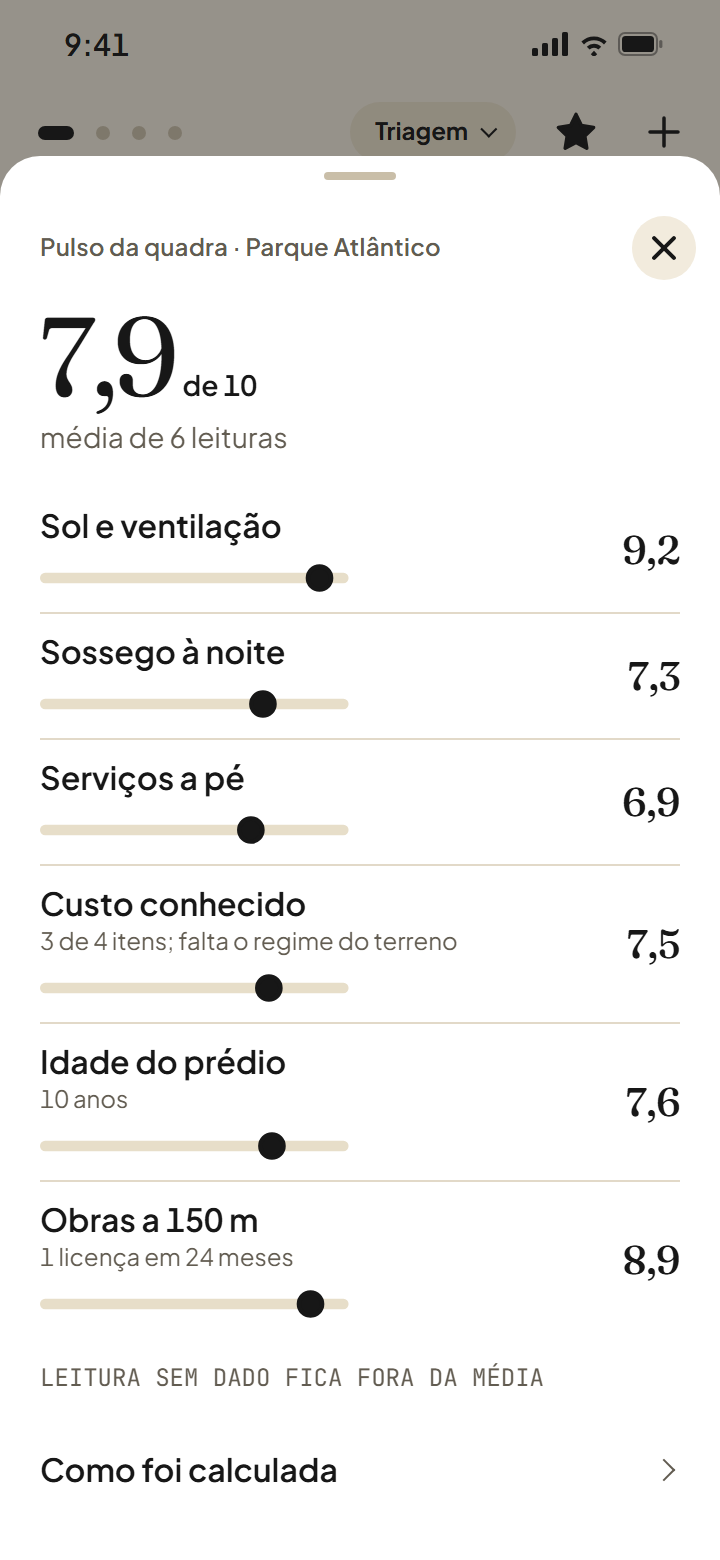 9:41
Triagem
Pulso da quadra · Parque Atlântico
7,9 de 10
média de 6 leituras
Sol e ventilação
9,2
Sossego à noite
7,3
Serviços a pé
6,9
Custo conhecido
3 de 4 itens; falta o regime do terreno
7,5
Idade do prédio
10 anos
7,6
Obras a 150 m
1 licença em 24 meses
8,9
LEITURA SEM DADO FICA FORA DA MÉDIA
Como foi calculada